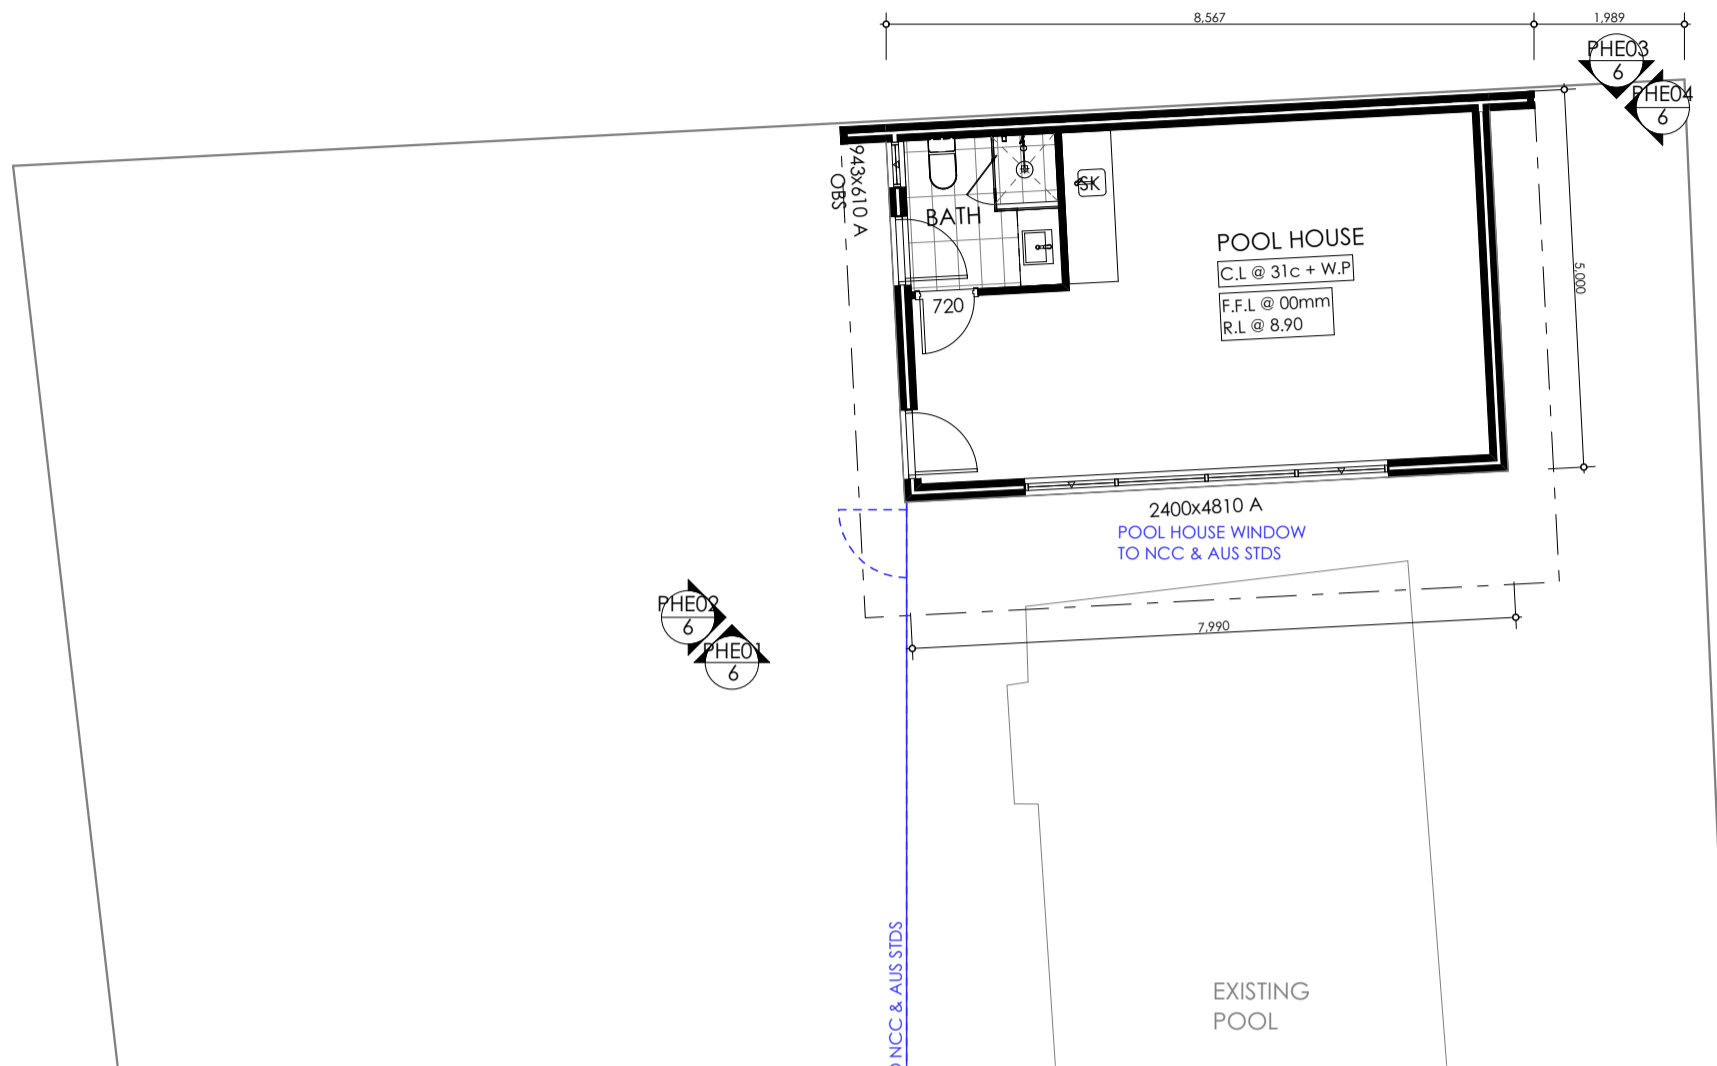 8,567
1,989
PHE03
6
PHE04
6
943x610 A
OBS
SK
BATH
POOL HOUSE
C.L @ 31c + W.P
F.F.L @ 00mm
R.L @ 8.90
5,000
720
2400x4810 A
POOL HOUSE WINDOW
TO NCC & AUS STDS
PHE02
6
PHE01
6
7,990
NCC & AUS STDS
EXISTING
POOL